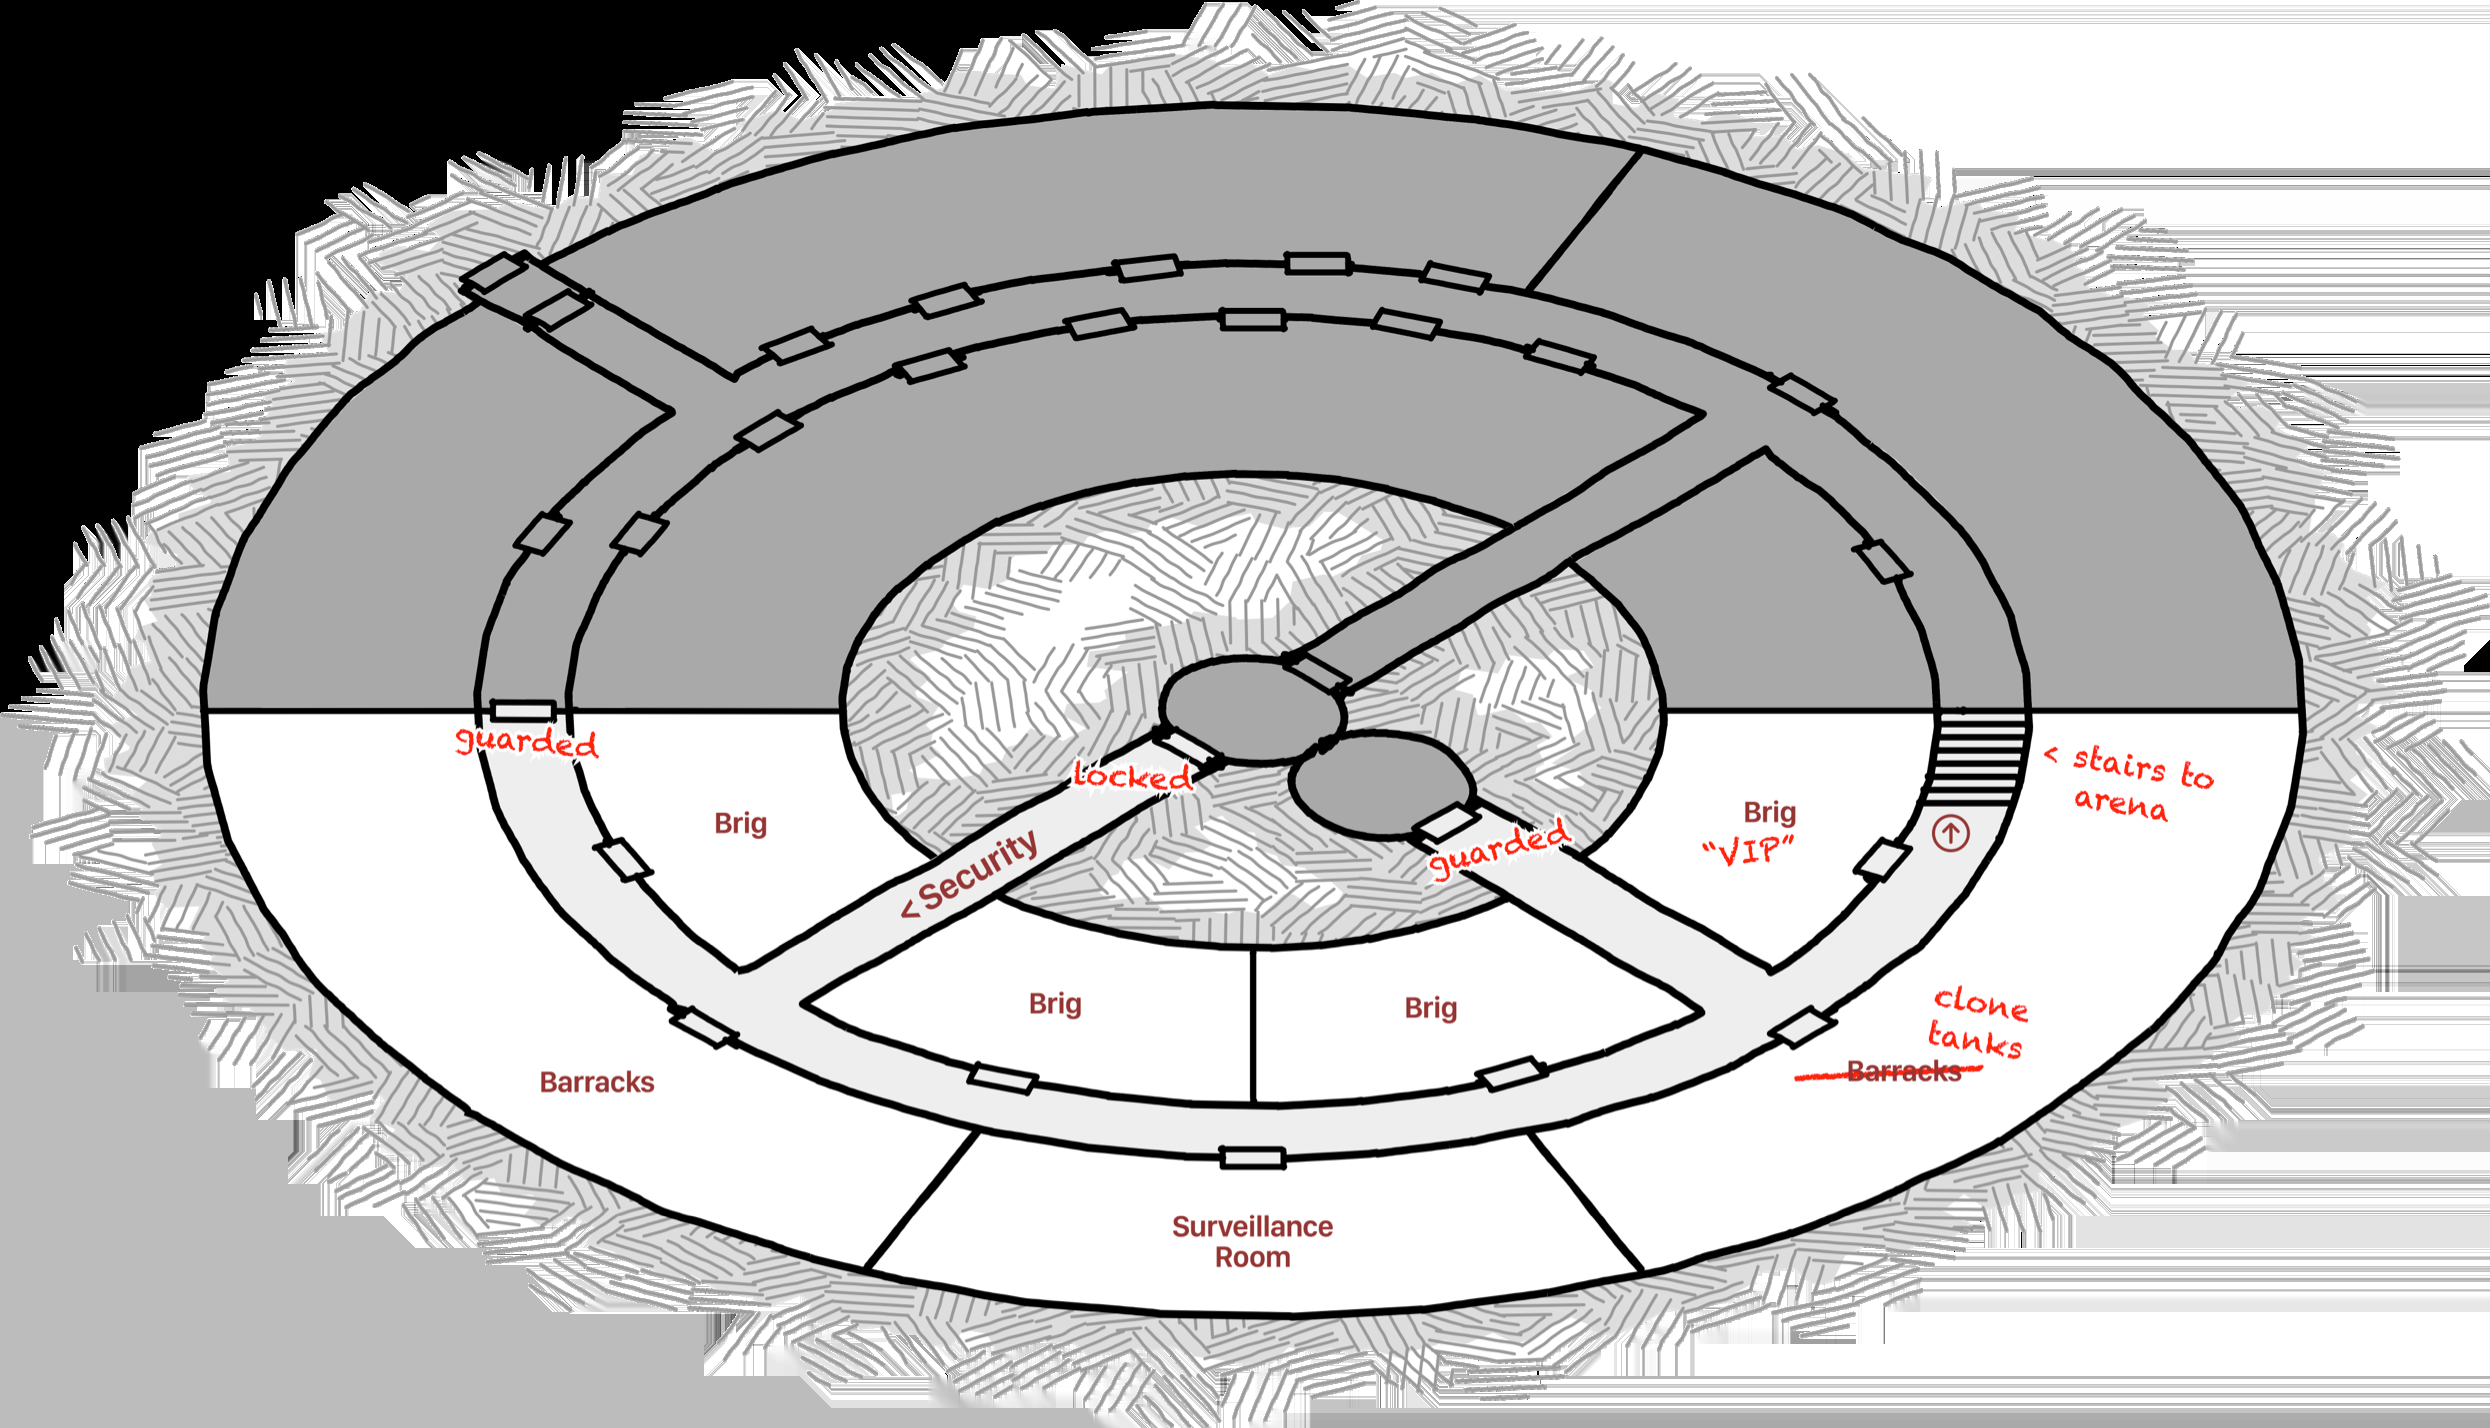 guarded
locked
< Security
guarded
Brig
Brig
"VIP"
< stairs to
arena
Brig
Brig
clone
tanks
Barracks
Barracks
Surveillance
Room